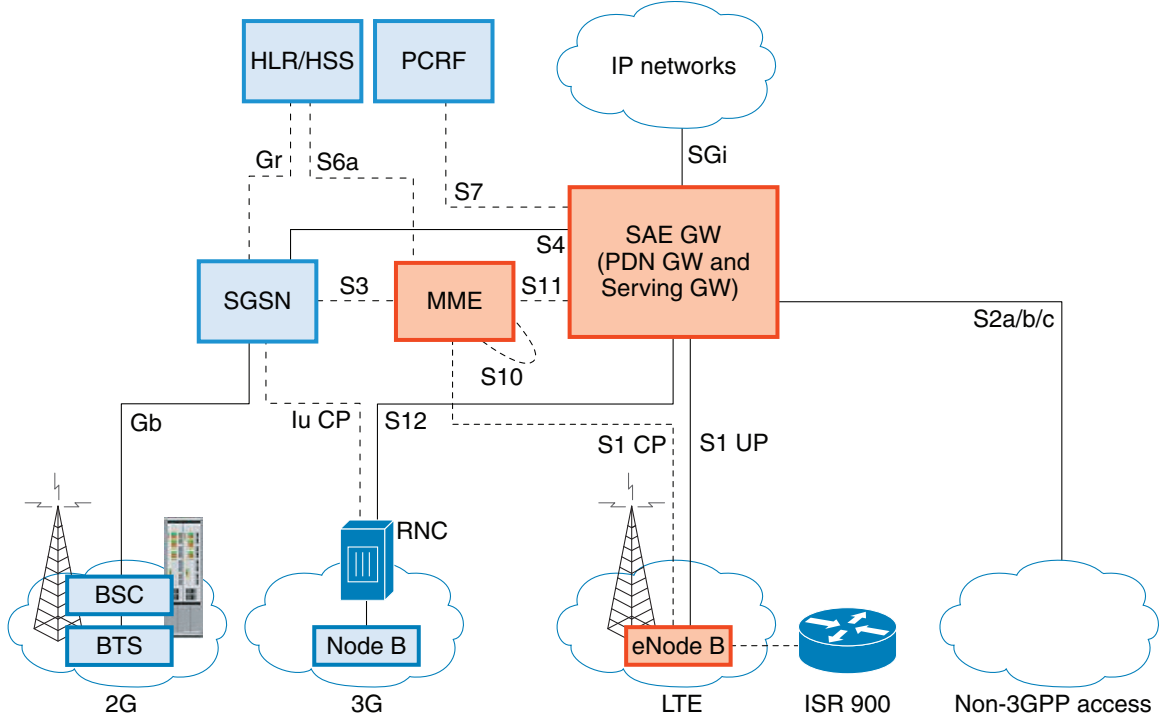 HLR/HSS
PCRF
IP networks
Gr
S6a
SGi
S7
SAE GW
(PDN GW and
Serving GW)
S4
SGSN
S3
MME
S11
S2a/b/c
S10
Gb
Iu CP
S12
S1 CP
S1 UP
RNC
BSC
BTS
Node B
eNode B
2G
3G
LTE
ISR 900
Non-3GPP access